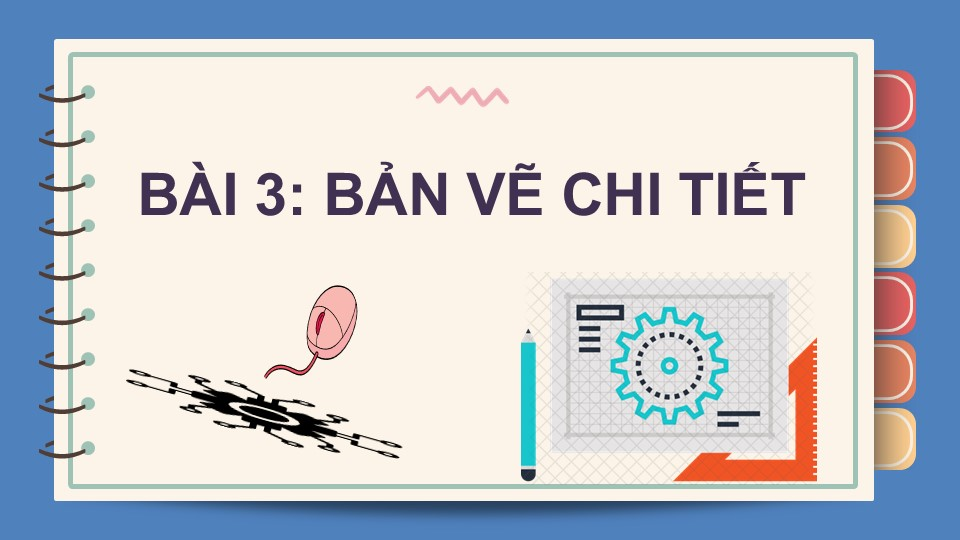 BÀI 3: BẢN VẼ CHI TIẾT